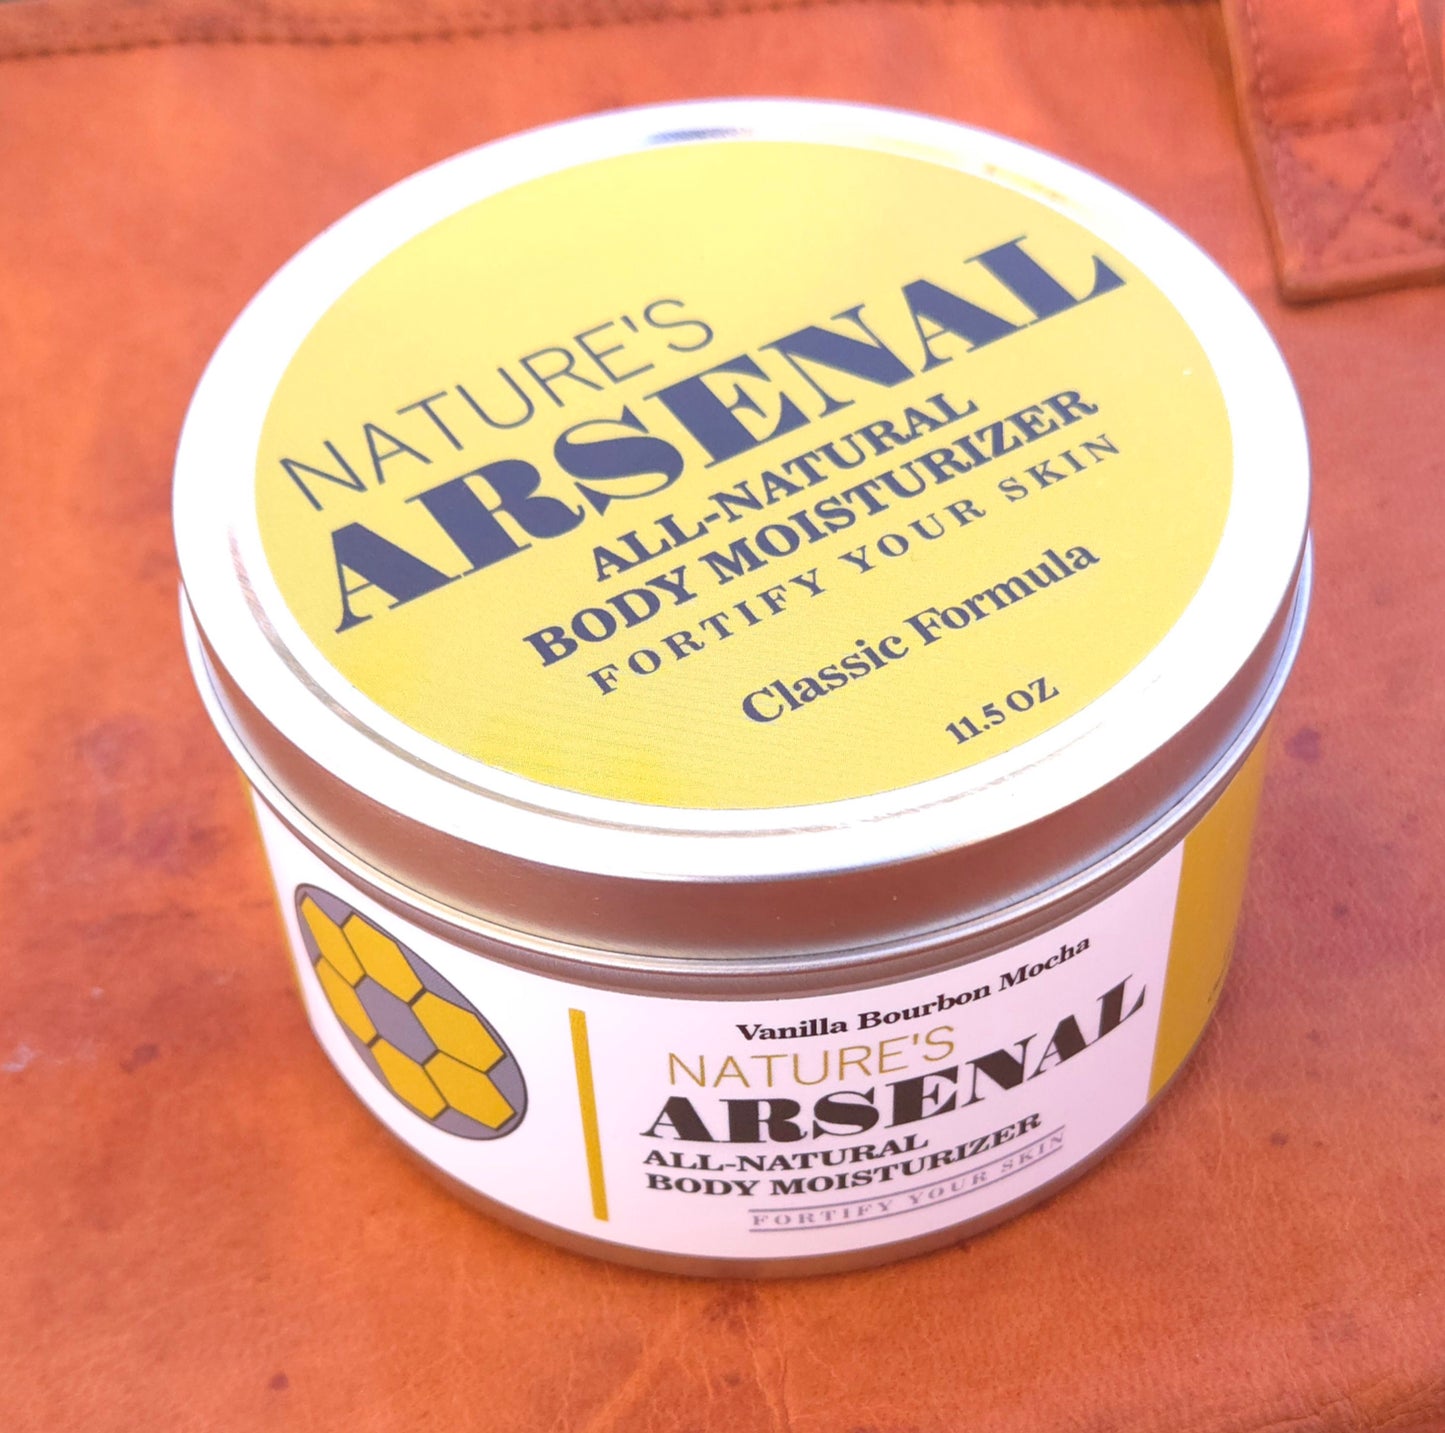 NATURE'S
ARSENAL
ALL-NATURAL
BODY MOISTURIZER
FORTIFY YOUR SKIN
Classic Formula
11.5 OZ
Vanilla Bourbon Mocha
NATURE'S
ARSENAL
ALL-NATURAL
BODY MOISTURIZER
FORTIFY YOUR SKIN